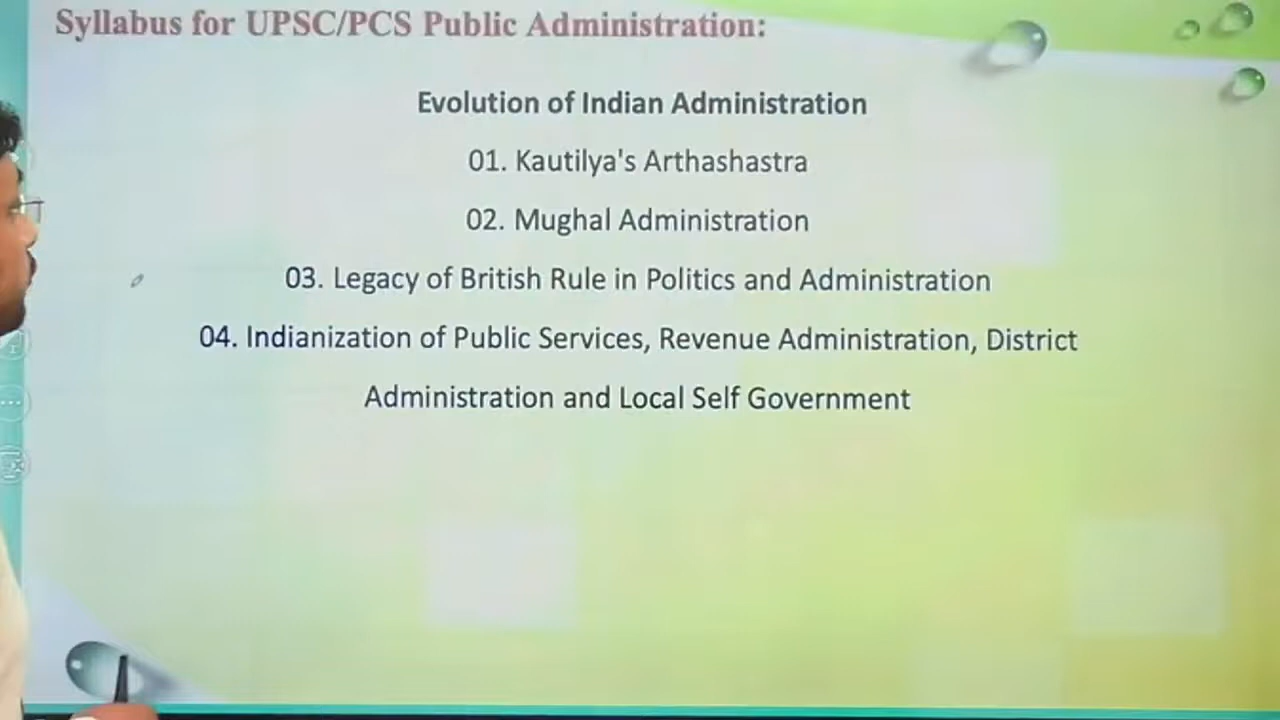 Syllabus for UPSC/PCS Public Administration:
Evolution of Indian Administration
01. Kautilya's Arthashastra
02. Mughal Administration
03. Legacy of British Rule in Politics and Administration
04. Indianization of Public Services, Revenue Administration, District
Administration and Local Self Government